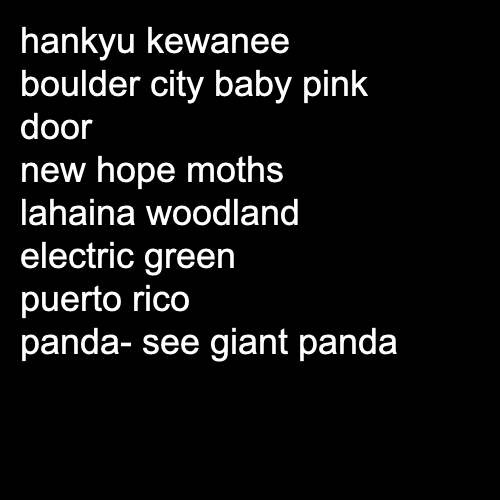 hankyu kewanee
boulder city baby pink
door
new hope moths
lahaina woodland
electric green
puerto rico
panda- see giant panda